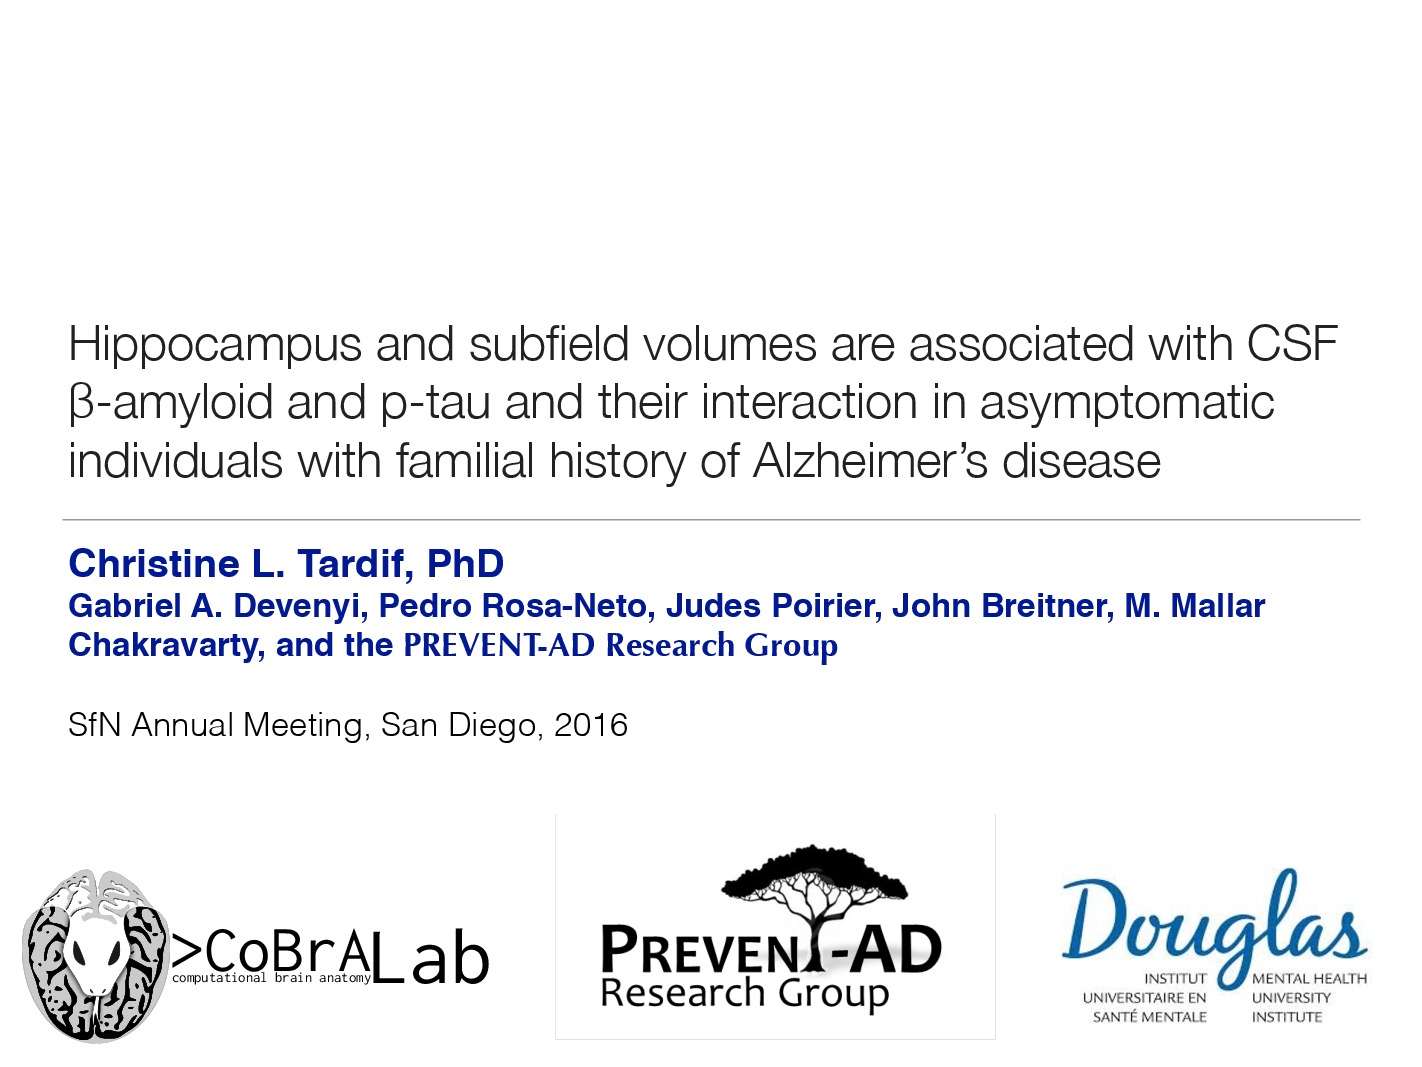 Hippocampus and subfield volumes are associated with CSF
β-amyloid and p-tau and their interaction in asymptomatic
individuals with familial history of Alzheimer’s disease
Christine L. Tardif, PhD
Gabriel A. Devenyi, Pedro Rosa-Neto, Judes Poirier, John Breitner, M. Mallar
Chakravarty, and the PREVENT-AD Research Group
SfN Annual Meeting, San Diego, 2016
>CoBrALab
computational brain anatomy
PREVENT-AD
Research Group
Douglas
INSTITUT
UNIVERSITAIRE EN
SANTÉ MENTALE
MENTAL HEALTH
UNIVERSITY
INSTITUTE